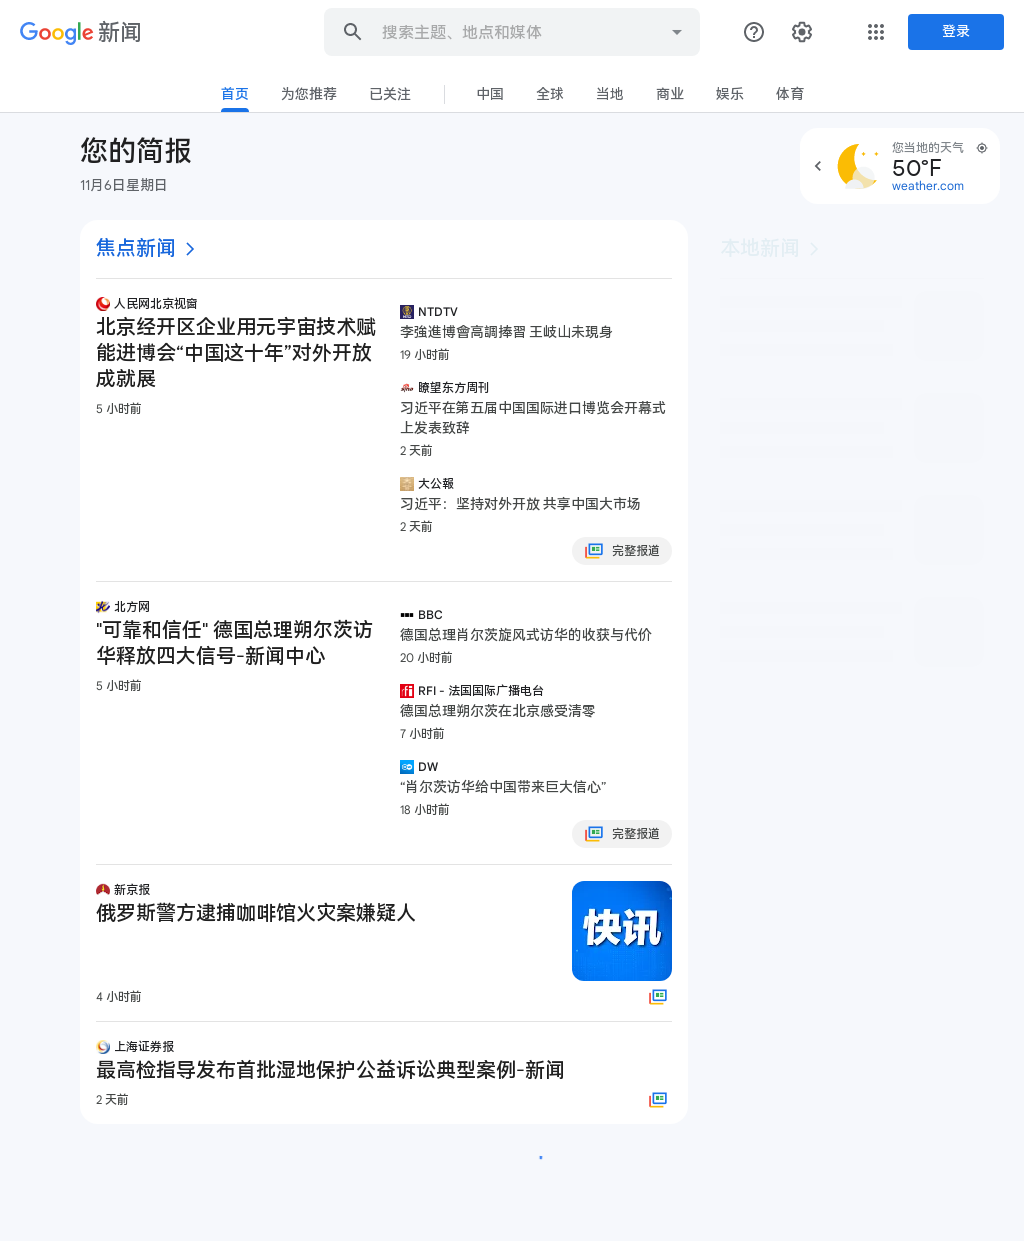 Google 新闻
搜索主题、地点和媒体
登录
首页
为您推荐
已关注
中国
全球
当地
商业
娱乐
体育
您的简报
11月6日星期日
您当地的天气
50°F
weather.com
焦点新闻
人民网北京视窗
北京经开区企业用元宇宙技术赋
能进博会“中国这十年”对外开放
成就展
5 小时前
NTDTV
李強進博會高調捧習 王岐山未現身
19 小时前
瞭望东方周刊
习近平在第五届中国国际进口博览会开幕式
上发表致辞
2 天前
大公報
习近平：坚持对外开放 共享中国大市场
2 天前
完整报道
北方网
"可靠和信任" 德国总理朔尔茨访
华释放四大信号-新闻中心
5 小时前
BBC
德国总理肖尔茨旋风式访华的收获与代价
20 小时前
RFI - 法国国际广播电台
德国总理朔尔茨在北京感受清零
7 小时前
DW
“肖尔茨访华给中国带来巨大信心”
18 小时前
完整报道
新京报
俄罗斯警方逮捕咖啡馆火灾案嫌疑人
快讯
4 小时前
上海证券报
最高检指导发布首批湿地保护公益诉讼典型案例-新闻
2 天前
本地新闻